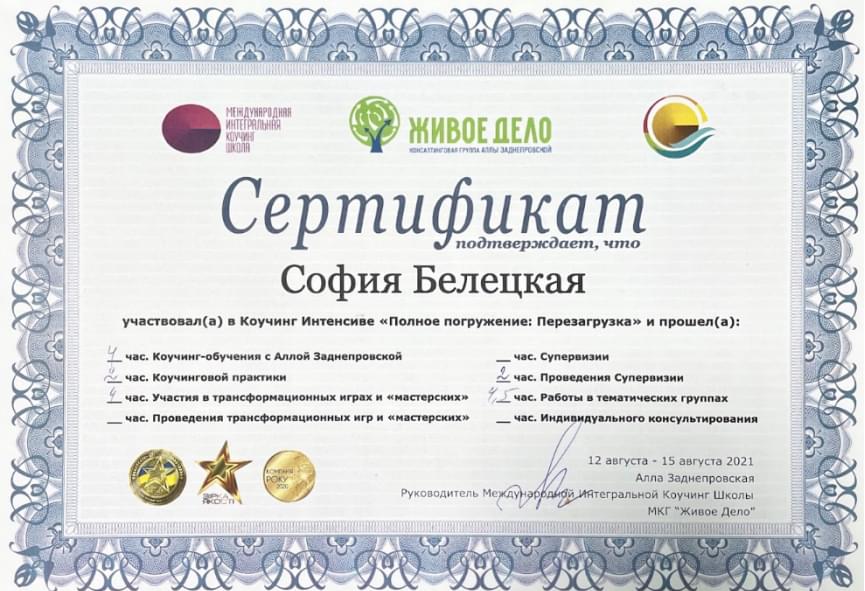 МЕЖДУНАРОДНАЯ
ИНТЕГРАЛЬНАЯ
КОУЧИНГ
ШКОЛА
ЖИВОЕ ДЕЛО
КОНСАЛТИНГОВАЯ ГРУППА АЛЛЫ ЗАДНЕПРОВСКОЙ
Сертификат
подтверждает, что
София Белецкая
участвовал(а) в Коучинг Интенсиве «Полное погружение: Перезагрузка» и прошел(а):
4 час. Коучинг-обучения с Аллой Заднепровской
2 час. Коучинговой практики
4 час. Участия в трансформационных играх и «мастерских»
__ час. Проведения трансформационных игр и «мастерских»
__ час. Супервизии
2 час. Проведения Супервизии
4,5 час. Работы в тематических группах
__ час. Индивидуального консультирования
ЗІРКА
ЯКОСТІ
КОМПАНІЯ
РОКУ
2020
12 августа - 15 августа 2021
Алла Заднепровская
Руководитель Международной Интегральной Коучинг Школы
МКГ "Живое Дело"